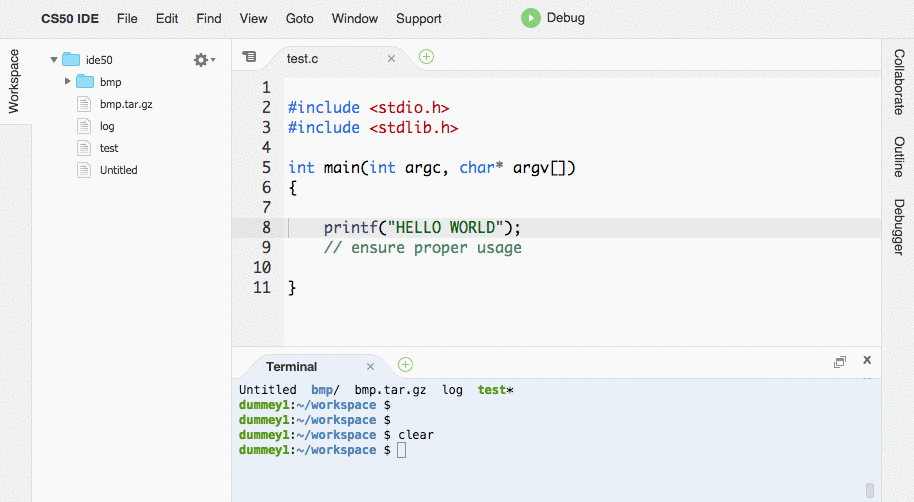 CS50 IDE File Edit Find View Goto Window Support Debug
Workspace
ide50
bmp
bmp.tar.gz
log
test
Untitled
test.c
1
2 #include <stdio.h>
3 #include <stdlib.h>
4
5 int main(int argc, char* argv[])
6 {
7
8 printf("HELLO WORLD");
9 // ensure proper usage
10
11 }
Collaborate
Outline
Debugger
Terminal
Untitled bmp/ bmp.tar.gz log test*
dummey1:~/workspace $
dummey1:~/workspace $
dummey1:~/workspace $ clear
dummey1:~/workspace $